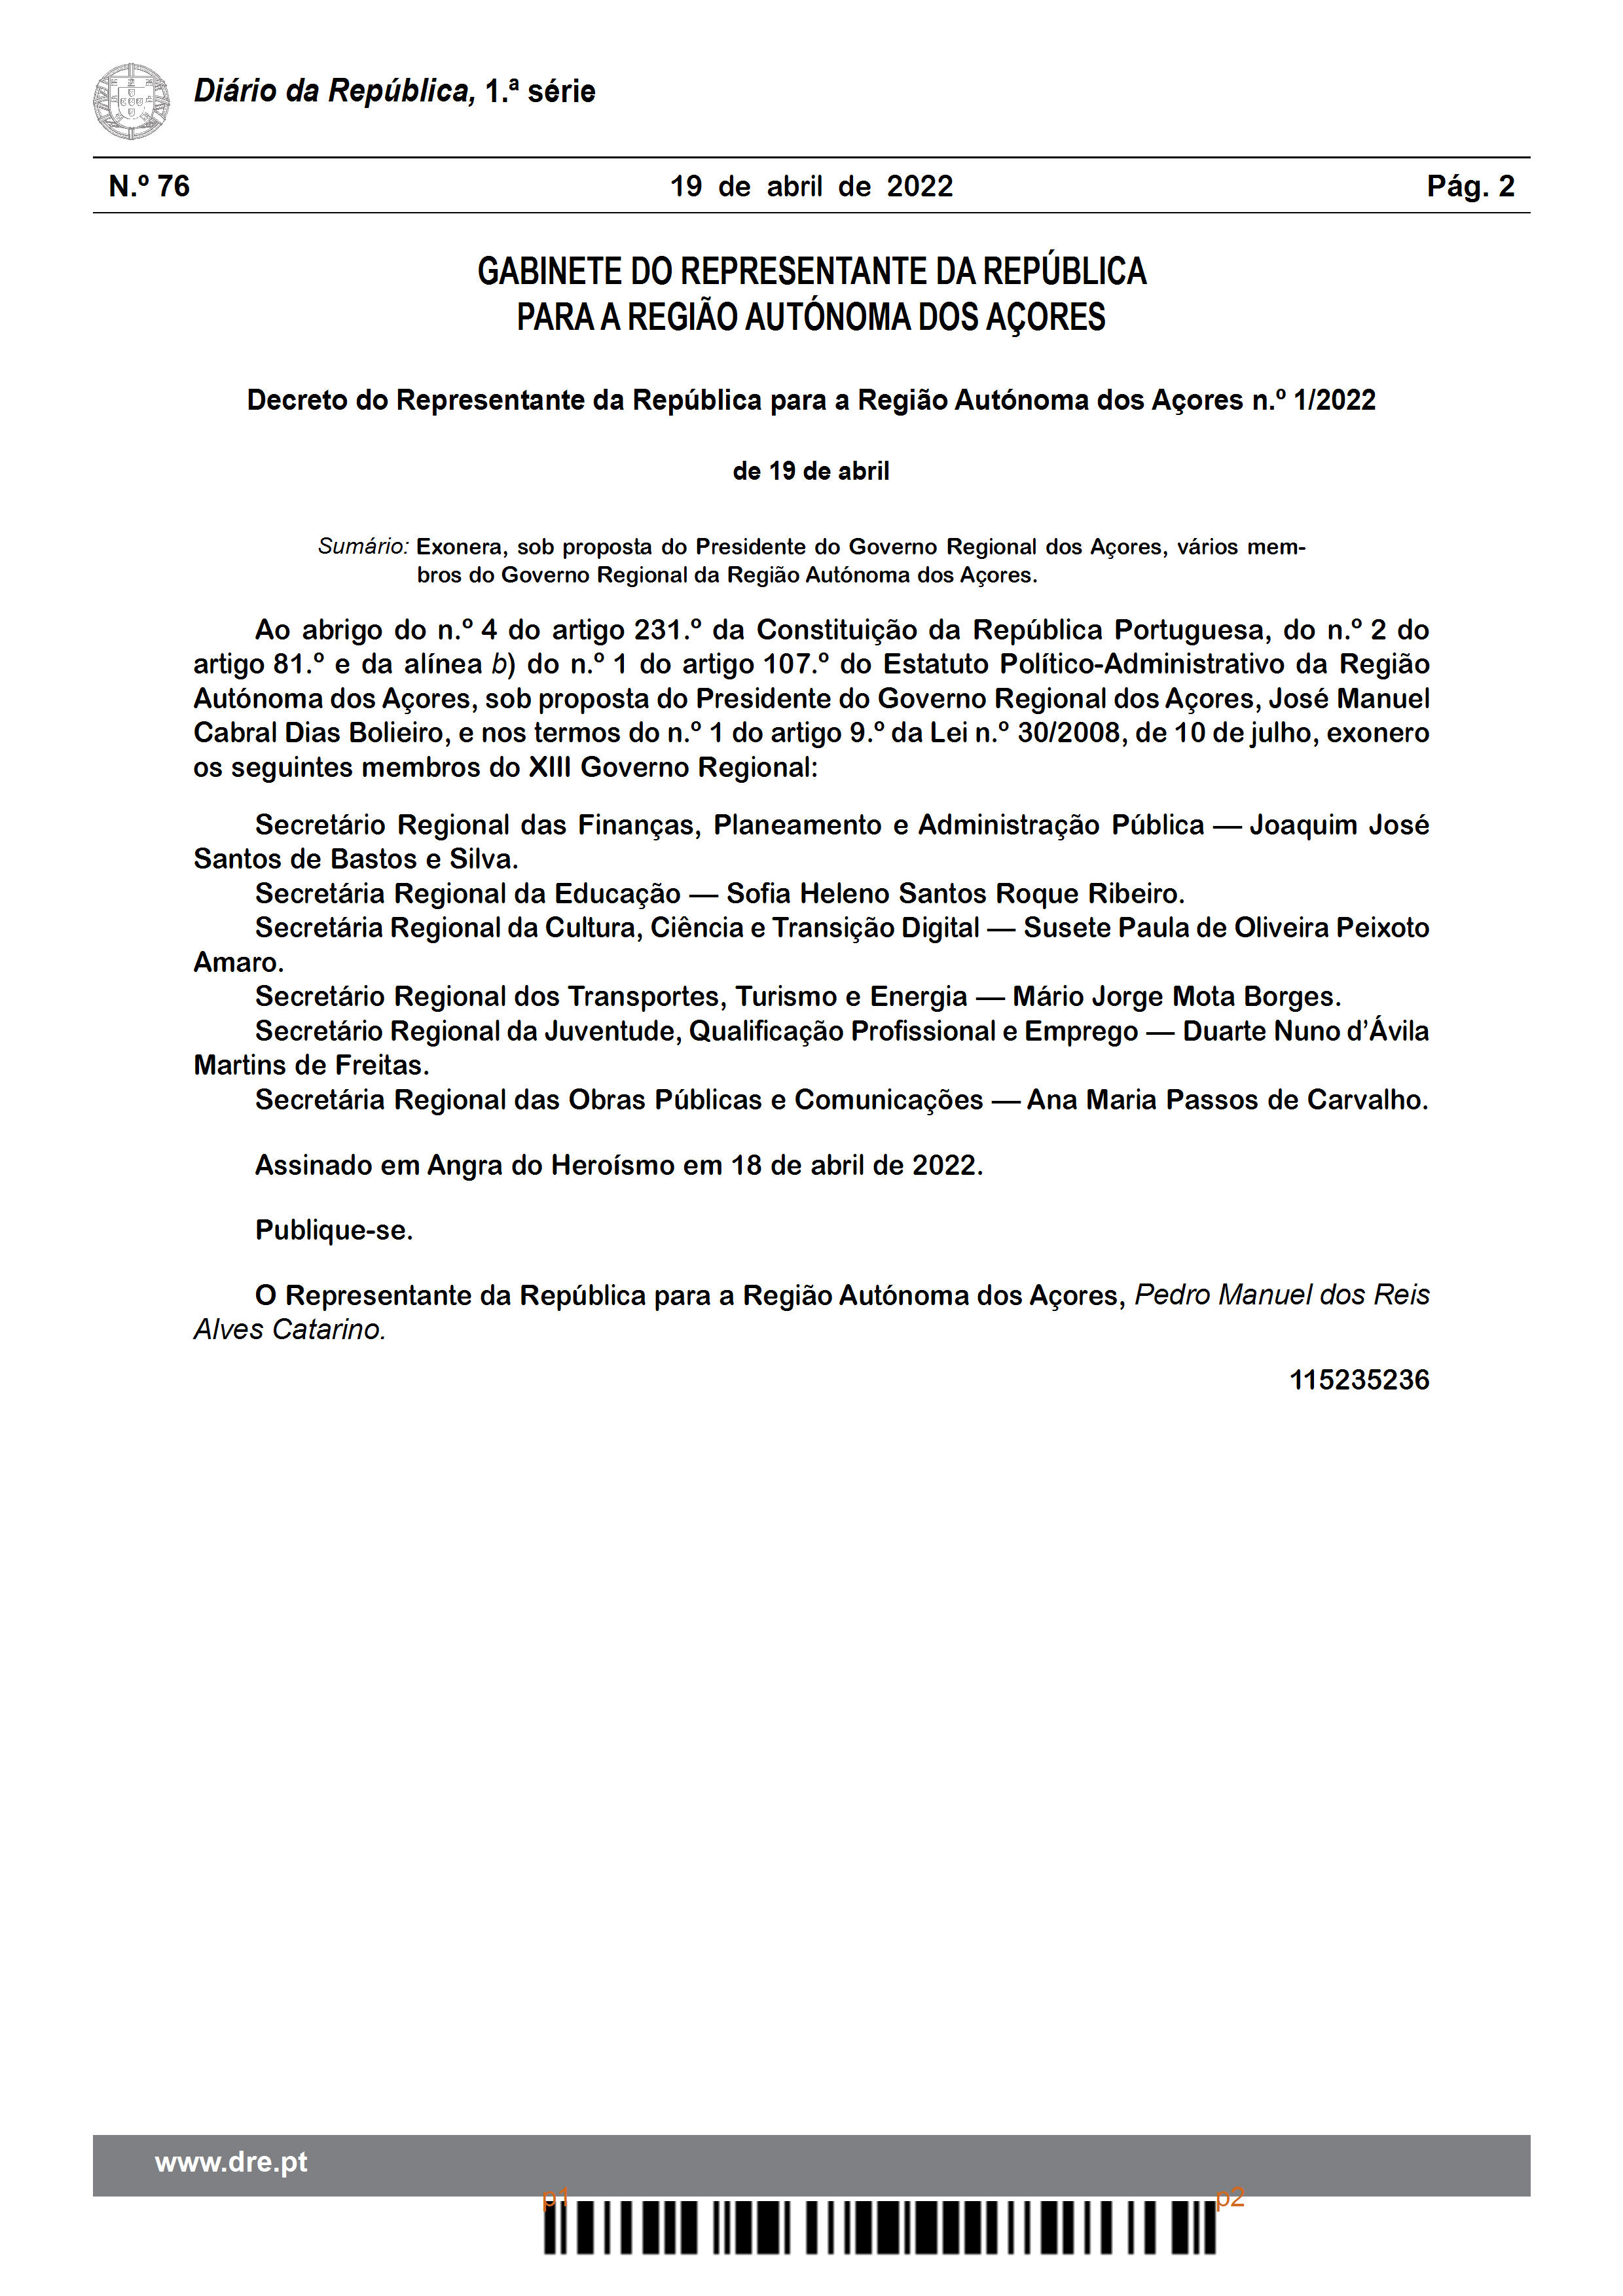 Diário da República, 1.ª série
N.º 76 19 de abril de 2022 Pág. 2
GABINETE DO REPRESENTANTE DA REPÚBLICA
PARA A REGIÃO AUTÓNOMA DOS AÇORES
Decreto do Representante da República para a Região Autónoma dos Açores n.º 1/2022
de 19 de abril
Sumário: Exonera, sob proposta do Presidente do Governo Regional dos Açores, vários mem-
bros do Governo Regional da Região Autónoma dos Açores.
Ao abrigo do n.º 4 do artigo 231.º da Constituição da República Portuguesa, do n.º 2 do
artigo 81.º e da alínea b) do n.º 1 do artigo 107.º do Estatuto Político-Administrativo da Região
Autónoma dos Açores, sob proposta do Presidente do Governo Regional dos Açores, José Manuel
Cabral Dias Bolieiro, e nos termos do n.º 1 do artigo 9.º da Lei n.º 30/2008, de 10 de julho, exonero
os seguintes membros do XIII Governo Regional:
Secretário Regional das Finanças, Planeamento e Administração Pública — Joaquim José
Santos de Bastos e Silva.
Secretária Regional da Educação — Sofia Heleno Santos Roque Ribeiro.
Secretária Regional da Cultura, Ciência e Transição Digital — Susete Paula de Oliveira Peixoto
Amaro.
Secretário Regional dos Transportes, Turismo e Energia — Mário Jorge Mota Borges.
Secretário Regional da Juventude, Qualificação Profissional e Emprego — Duarte Nuno d’Ávila
Martins de Freitas.
Secretária Regional das Obras Públicas e Comunicações — Ana Maria Passos de Carvalho.
Assinado em Angra do Heroísmo em 18 de abril de 2022.
Publique-se.
O Representante da República para a Região Autónoma dos Açores, Pedro Manuel dos Reis
Alves Catarino.
115235236
www.dre.pt
p1 p2